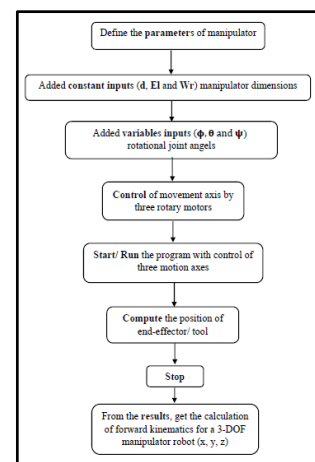 Define the parameters of manipulator
Added constant inputs (d, El and Wr) manipulator dimensions
Added variables inputs (ϕ, θ and ψ)
rotational joint angels
Control of movement axis by
three rotary motors
Start/ Run the program with control of
three motion axes
Compute the position of
end-effector/ tool
Stop
From the results, get the calculation
of forward kinematics for a 3-DOF
manipulator robot (x, y, z)